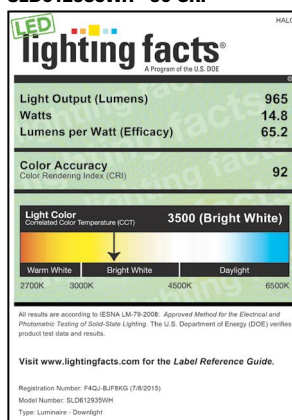 LED
HALO
lighting facts®
A Program of the U.S. DOE
Light Output (Lumens) 965
Watts 14.8
Lumens per Watt (Efficacy) 65.2
Color Accuracy 92
Color Rendering Index (CRI)
Light Color 3500 (Bright White)
Correlated Color Temperature (CCT)
Warm White Bright White Daylight
2700K 3000K 4500K 6500K
All results are according to IESNA LM-79-2008: Approved Method for the Electrical and
Photometric Testing of Solid-State Lighting. The U.S. Department of Energy (DOE) verifies
product test data and results.
Visit www.lightingfacts.com for the Label Reference Guide.
Registration Number: F4QJ-BJF8KG (7/8/2015)
Model Number: SLD612935WH
Type: Luminaire - Downlight